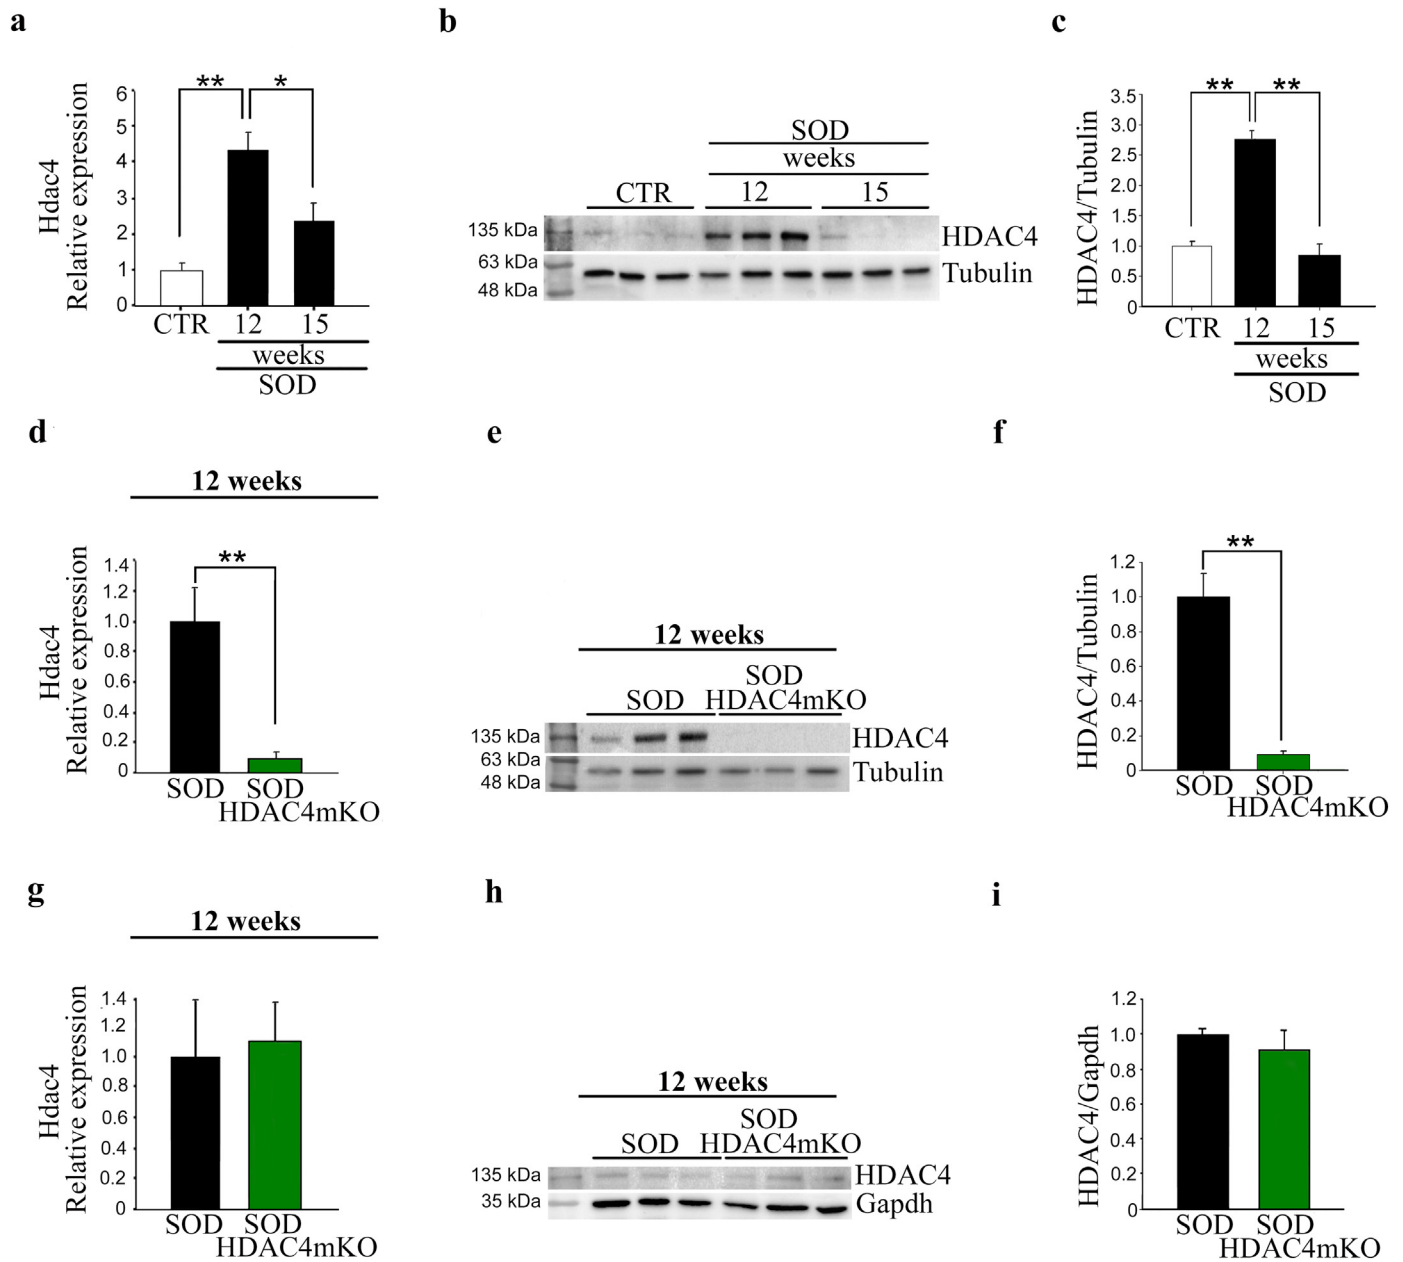 a
b
c
Hdac4
Relative expression
6
5
4
3
2
1
0
** *
CTR 12 15
weeks
SOD
SOD
weeks
CTR 12 15
135 kDa
63 kDa
48 kDa
HDAC4
Tubulin
HDAC4/Tubulin
3.5
3.0
2.5
2.0
1.5
1.0
0.5
0
** **
CTR 12 15
weeks
SOD
d
e
f
12 weeks
Hdac4
Relative expression
1.4
1.2
1.0
0.8
0.6
0.4
0.2
0
**
SOD SOD
HDAC4mKO
12 weeks
SOD
SOD HDAC4mKO
135 kDa
63 kDa
48 kDa
HDAC4
Tubulin
HDAC4/Tubulin
1.2
1.0
0.8
0.6
0.4
0.2
0
**
SOD SOD
HDAC4mKO
g
h
i
12 weeks
Hdac4
Relative expression
1.4
1.2
1.0
0.8
0.6
0.4
0.2
0
SOD SOD
HDAC4mKO
12 weeks
SOD
SOD HDAC4mKO
135 kDa
35 kDa
HDAC4
Gapdh
HDAC4/Gapdh
1.2
1.0
0.8
0.6
0.4
0.2
0
SOD SOD
HDAC4mKO